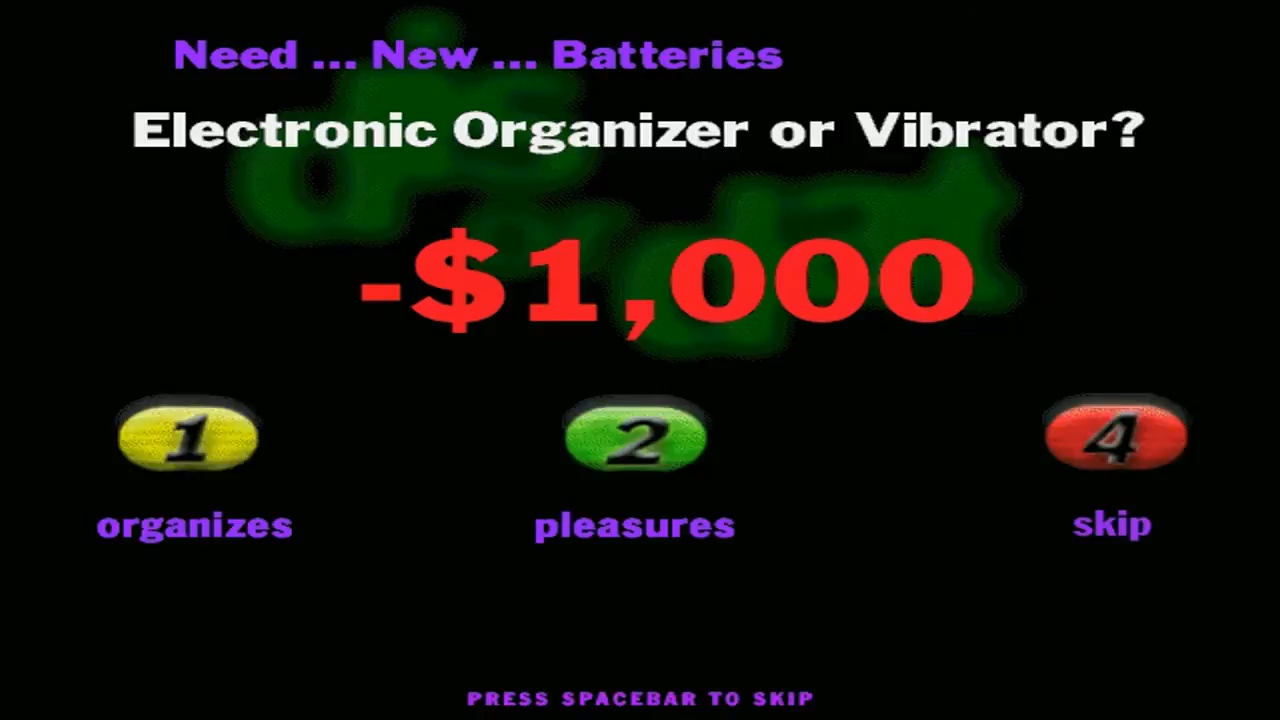 Need ... New ... Batteries
Electronic Organizer or Vibrator?
-$1,000
1 2 4
organizes pleasures skip
PRESS SPACEBAR TO SKIP